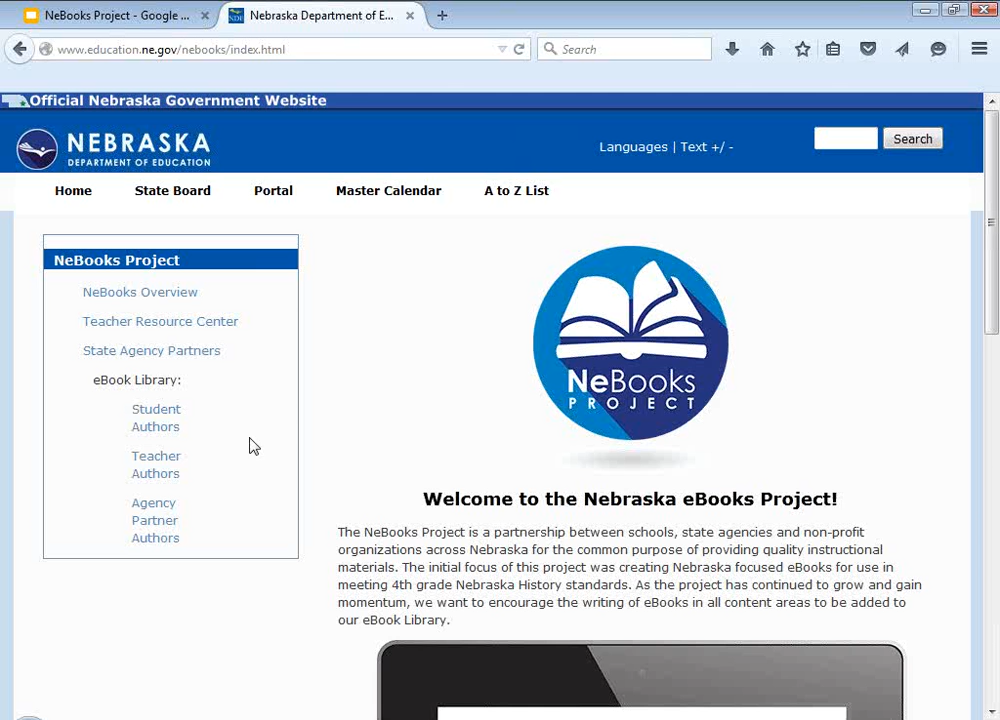 NeBooks Project - Google ...
Nebraska Department of E...
www.education.ne.gov/nebooks/index.html
Search
Official Nebraska Government Website
NEBRASKA
DEPARTMENT OF EDUCATION
Languages | Text +/ -
Search
Home
State Board
Portal
Master Calendar
A to Z List
NeBooks Project
NeBooks Overview
Teacher Resource Center
State Agency Partners
eBook Library:
Student
Authors
Teacher
Authors
Agency
Partner
Authors
NeBooks
PROJECT
Welcome to the Nebraska eBooks Project!
The NeBooks Project is a partnership between schools, state agencies and non-profit
organizations across Nebraska for the common purpose of providing quality instructional
materials. The initial focus of this project was creating Nebraska focused eBooks for use in
meeting 4th grade Nebraska History standards. As the project has continued to grow and gain
momentum, we want to encourage the writing of eBooks in all content areas to be added to
our eBook Library.